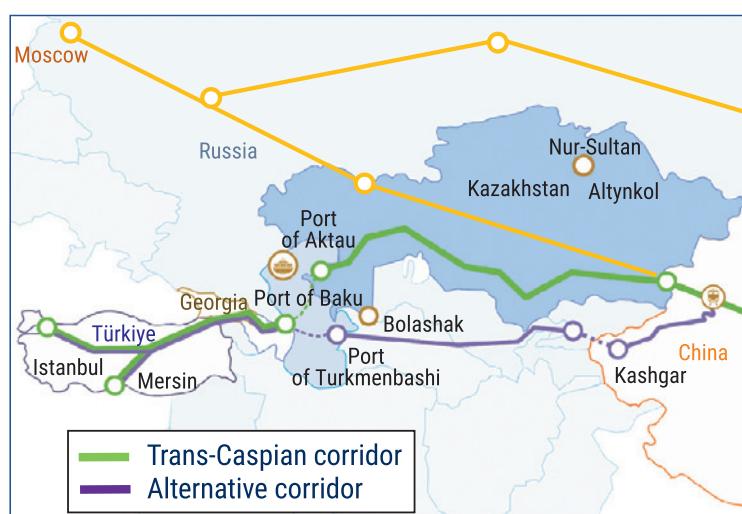 Moscow
Russia
Nur-Sultan
Kazakhstan
Altynkol
Port
of Aktau
Georgia
Port of Baku
Türkiye
Bolashak
Istanbul
Mersin
Port
of Turkmenbashi
Kashgar
China
Trans-Caspian corridor
Alternative corridor